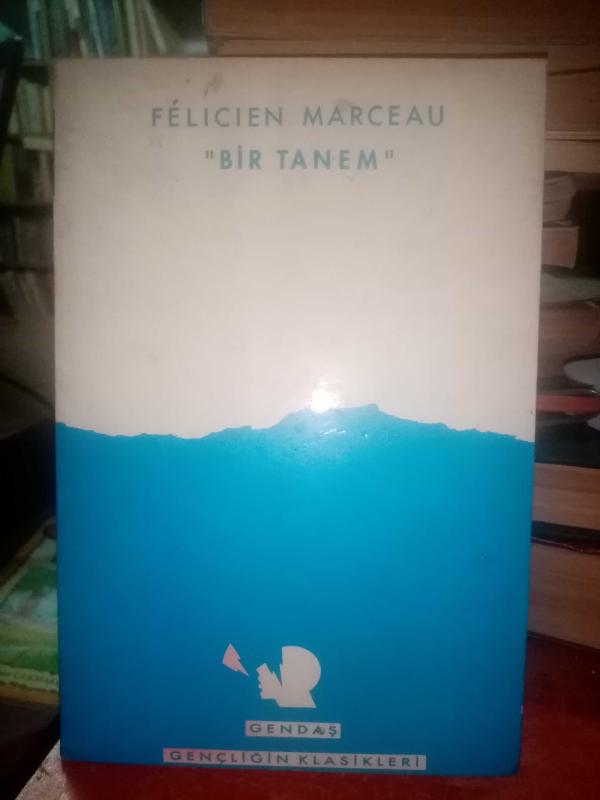 FÉLICIEN MARCEAU
"BİR TANEM"
GENDAŞ
GENÇLİĞİN KLASİKLERİ